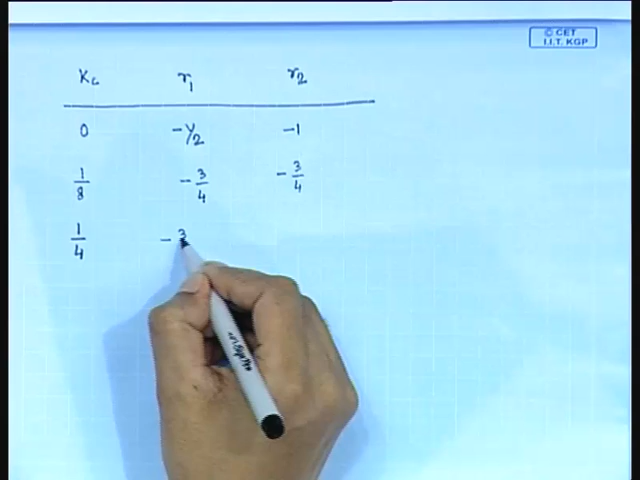 © CET
I.I.T. KGP
Kc r1 r2
0 -1/2 -1
1/8 -3/4 -3/4
1/4 -3